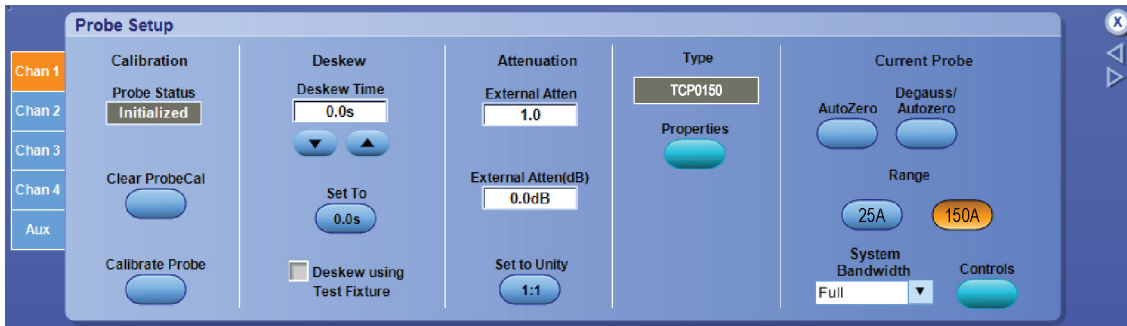 Probe Setup
X
Chan 1
Chan 2
Chan 3
Chan 4
Aux
Calibration
Probe Status
Initialized
Clear ProbeCal
Calibrate Probe
Deskew
Deskew Time
0.0s
Set To
0.0s
Deskew using
Test Fixture
Attenuation
External Atten
1.0
External Atten(dB)
0.0dB
Set to Unity
1:1
Type
TCP0150
Properties
Current Probe
AutoZero
Degauss/
Autozero
Range
25A
150A
System
Bandwidth
Full
Controls